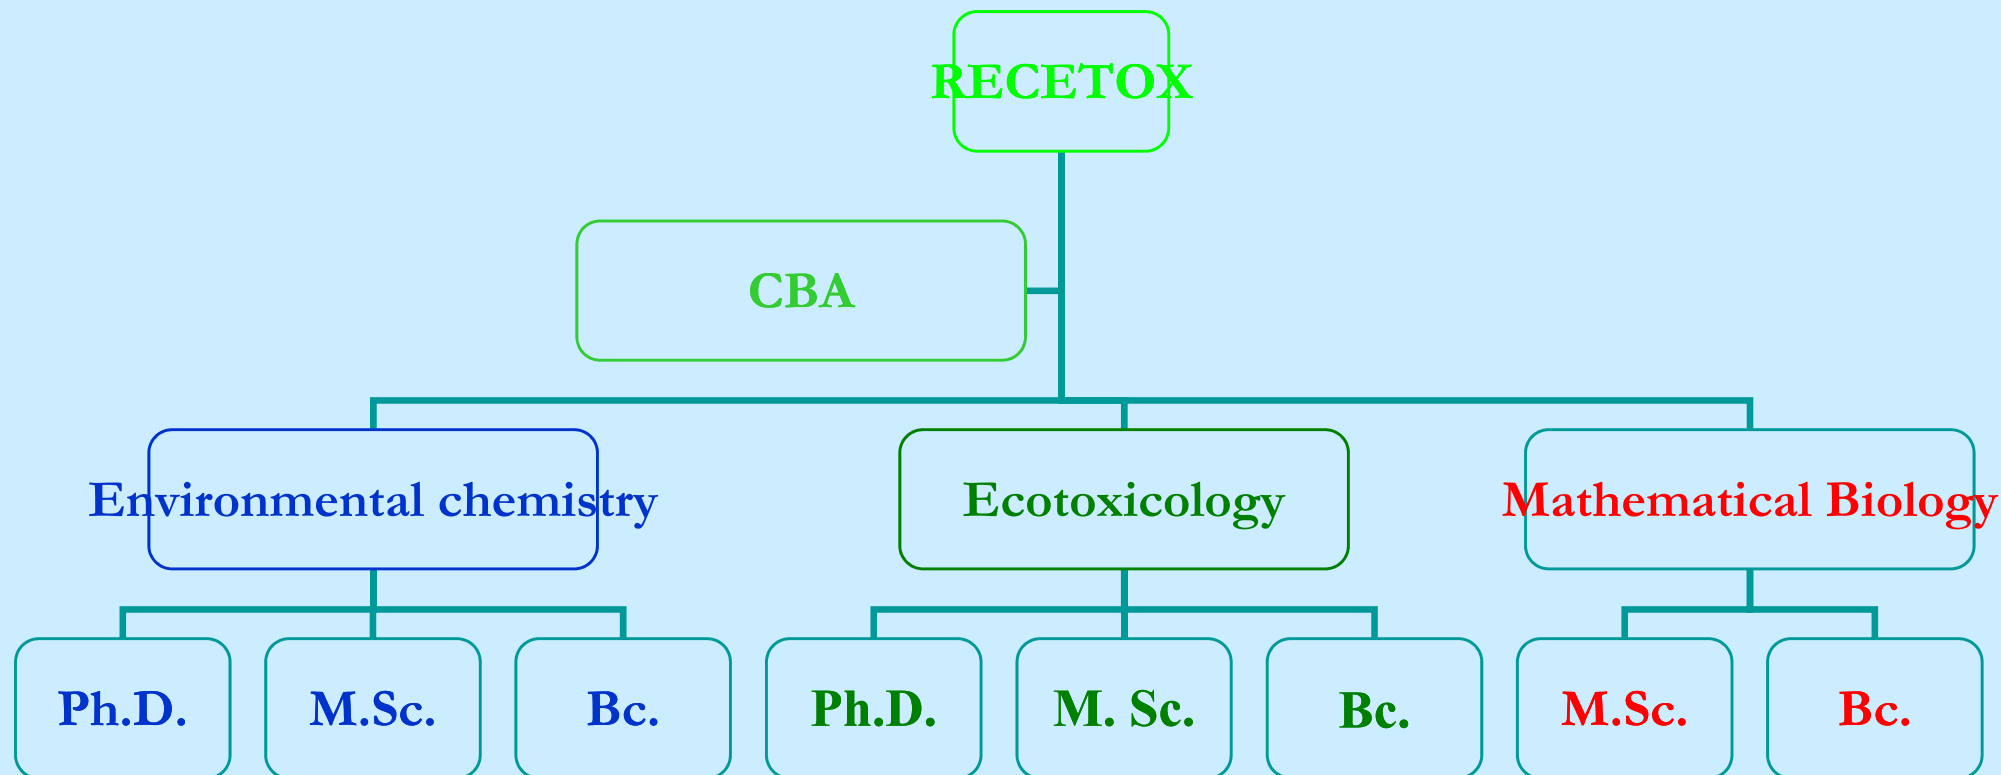 RECETOX
CBA
Environmental chemistry
Ecotoxicology
Mathematical Biology
Ph.D.
M.Sc.
Bc.
Ph.D.
M. Sc.
Bc.
M.Sc.
Bc.